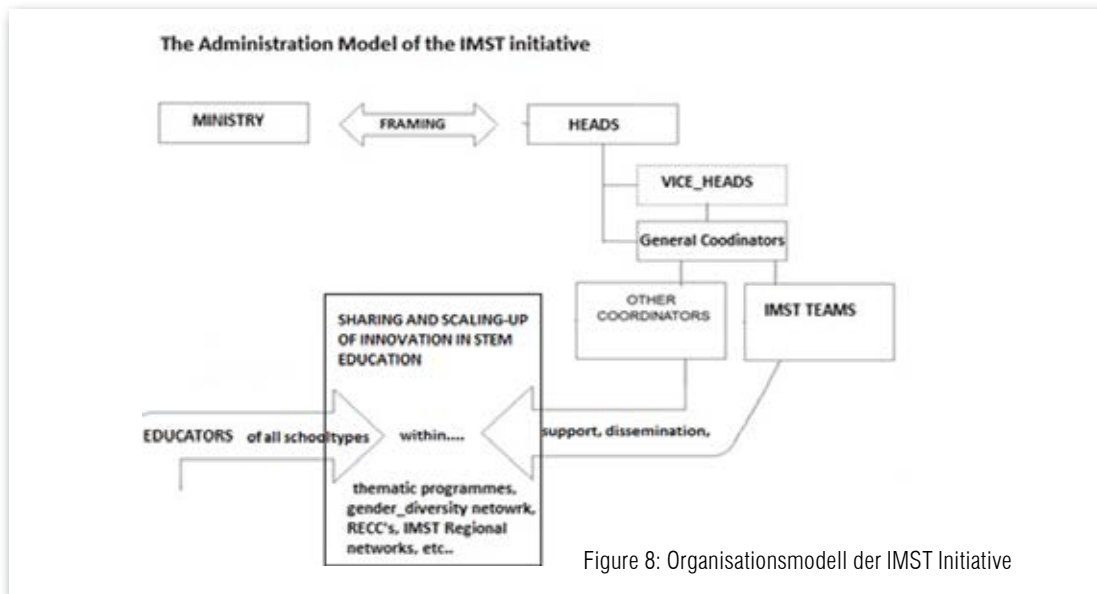 The Administration Model of the IMST initiative
MINISTRY
FRAMING
HEADS
VICE_HEADS
General Coodinators
OTHER
COORDINATORS
IMST TEAMS
SHARING AND SCALING-UP
OF INNOVATION IN STEM
EDUCATION
EDUCATORS of all schooltypes
within....
support, dissemination,
thematic programmes,
gender_diversity netowrk,
RECC's, IMST Regional
networks, etc..
Figure 8: Organisationsmodell der IMST Initiative